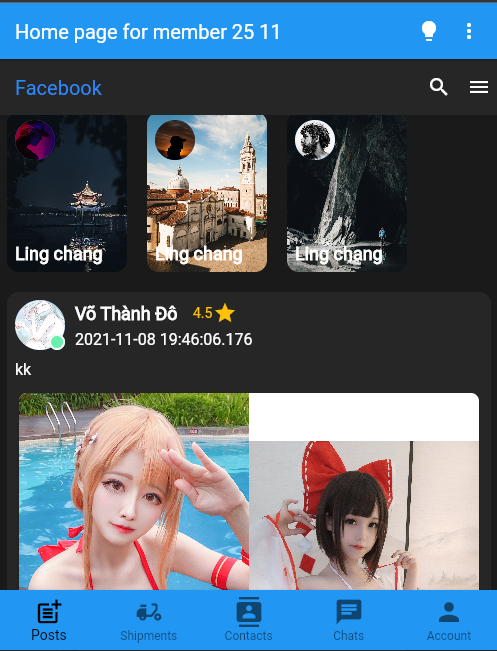 Home page for member 25 11
Facebook
Ling chang
Ling chang
Ling chang
Võ Thành Đô 4.5
2021-11-08 19:46:06.176
kk
Posts
Shipments
Contacts
Chats
Account